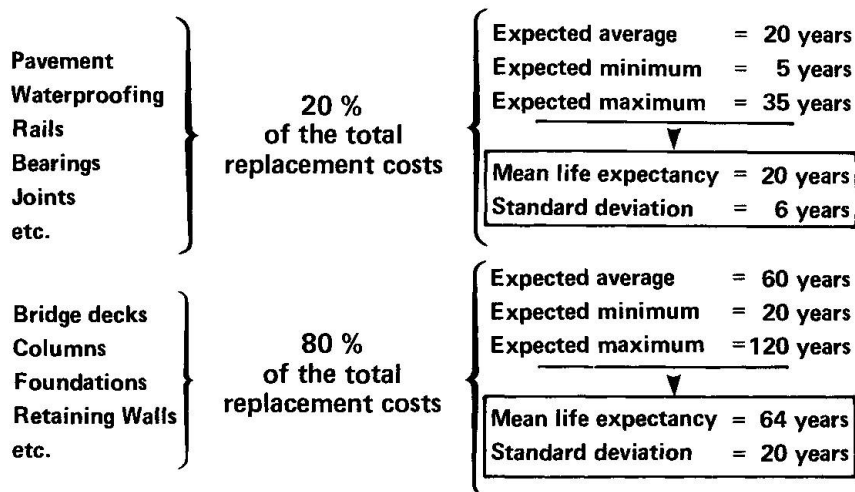 Pavement
Waterproofing
Rails
Bearings
Joints
etc.
20 %
of the total
replacement costs
Expected average = 20 years
Expected minimum = 5 years
Expected maximum = 35 years
Mean life expectancy = 20 years
Standard deviation = 6 years
Bridge decks
Columns
Foundations
Retaining Walls
etc.
80 %
of the total
replacement costs
Expected average = 60 years
Expected minimum = 20 years
Expected maximum =120 years
Mean life expectancy = 64 years
Standard deviation = 20 years